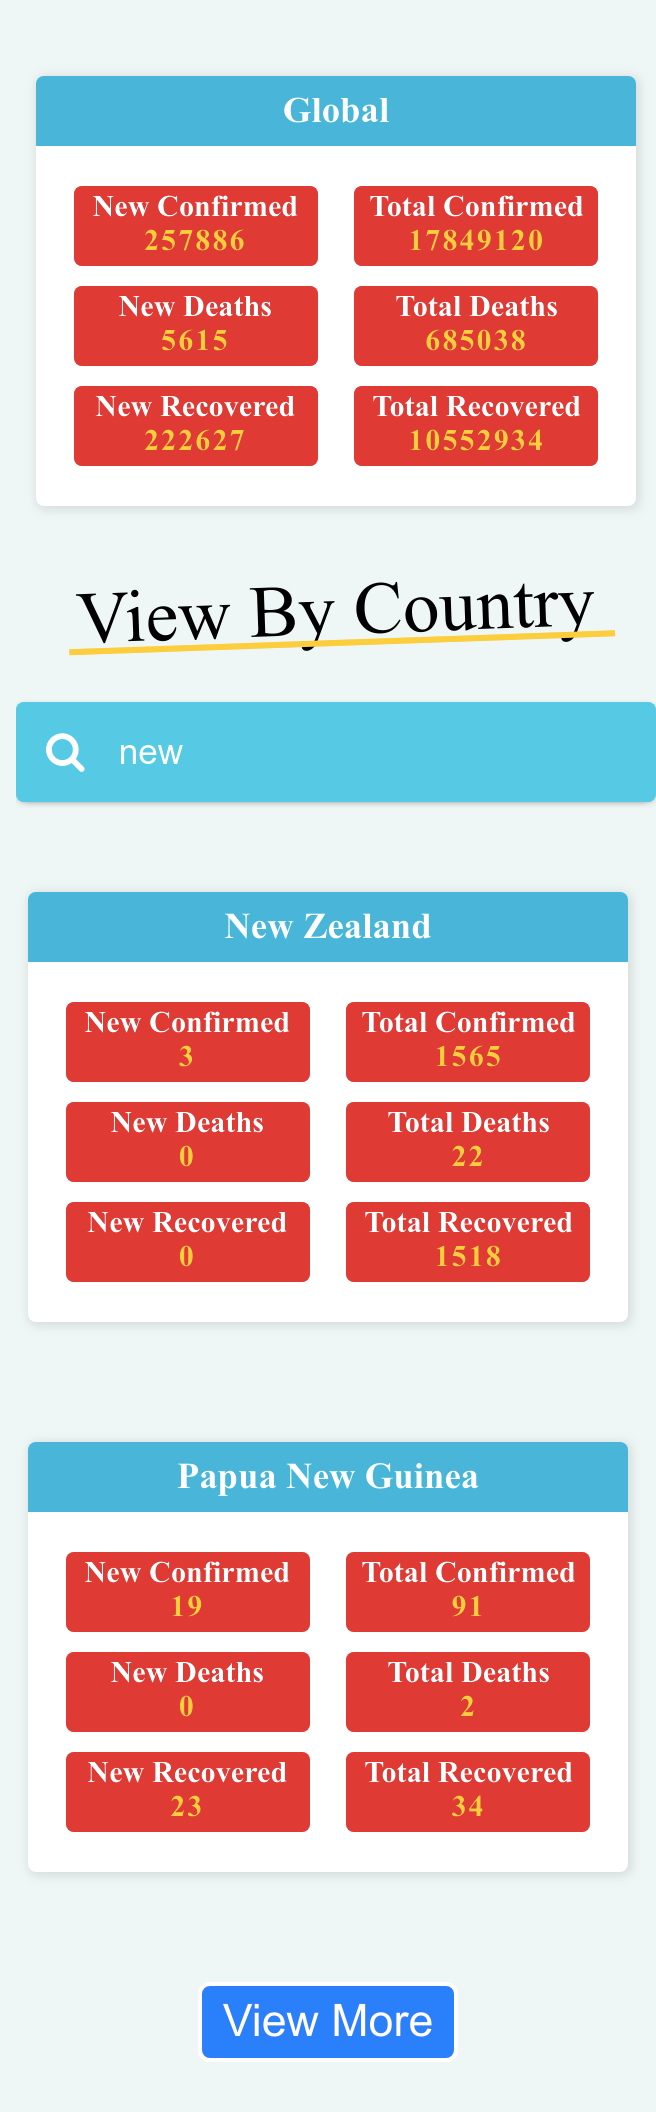 Global
New Confirmed Total Confirmed
257886 17849120
New Deaths Total Deaths
5615 685038
New Recovered Total Recovered
222627 10552934
View By Country
new
New Zealand
New Confirmed Total Confirmed
3 1565
New Deaths Total Deaths
0 22
New Recovered Total Recovered
0 1518
Papua New Guinea
New Confirmed Total Confirmed
19 91
New Deaths Total Deaths
0 2
New Recovered Total Recovered
23 34
View More